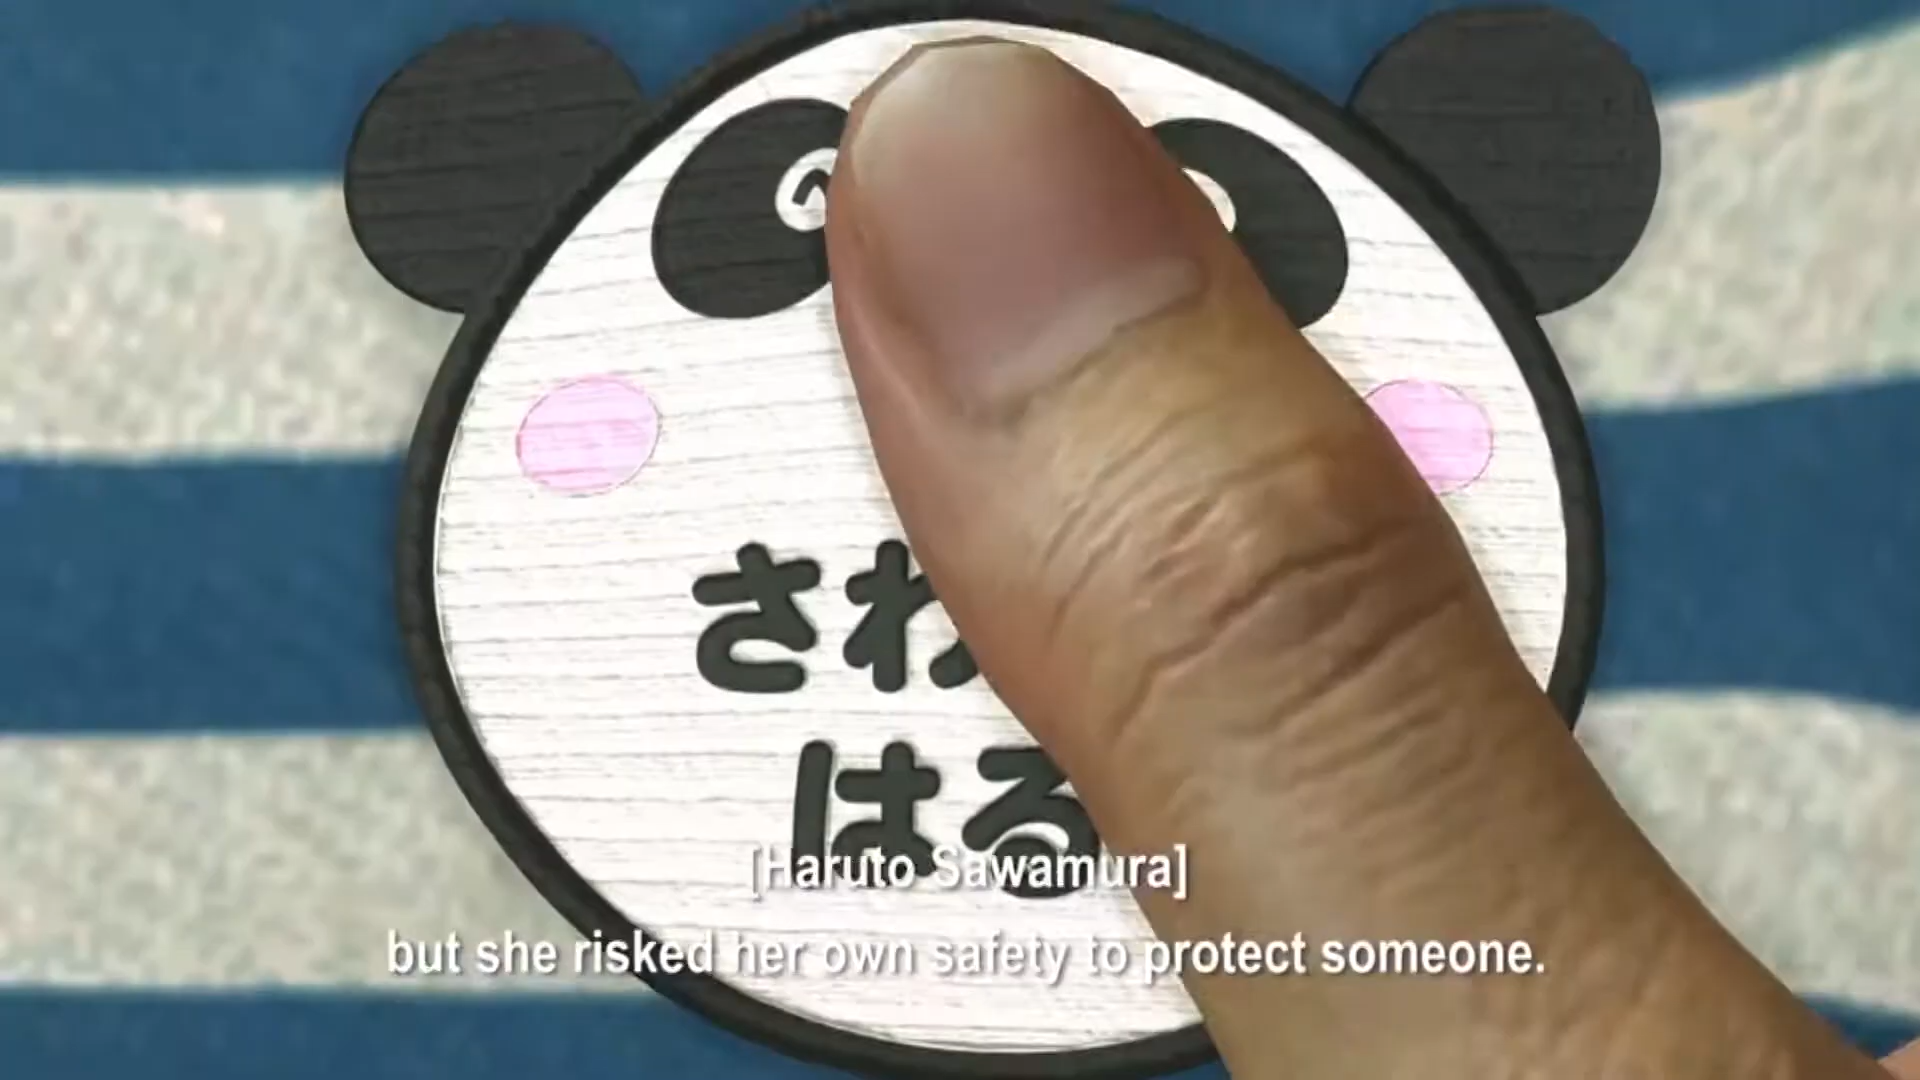 さわ
はる
[Haruto Sawamura]
but she risked her own safety to protect someone.